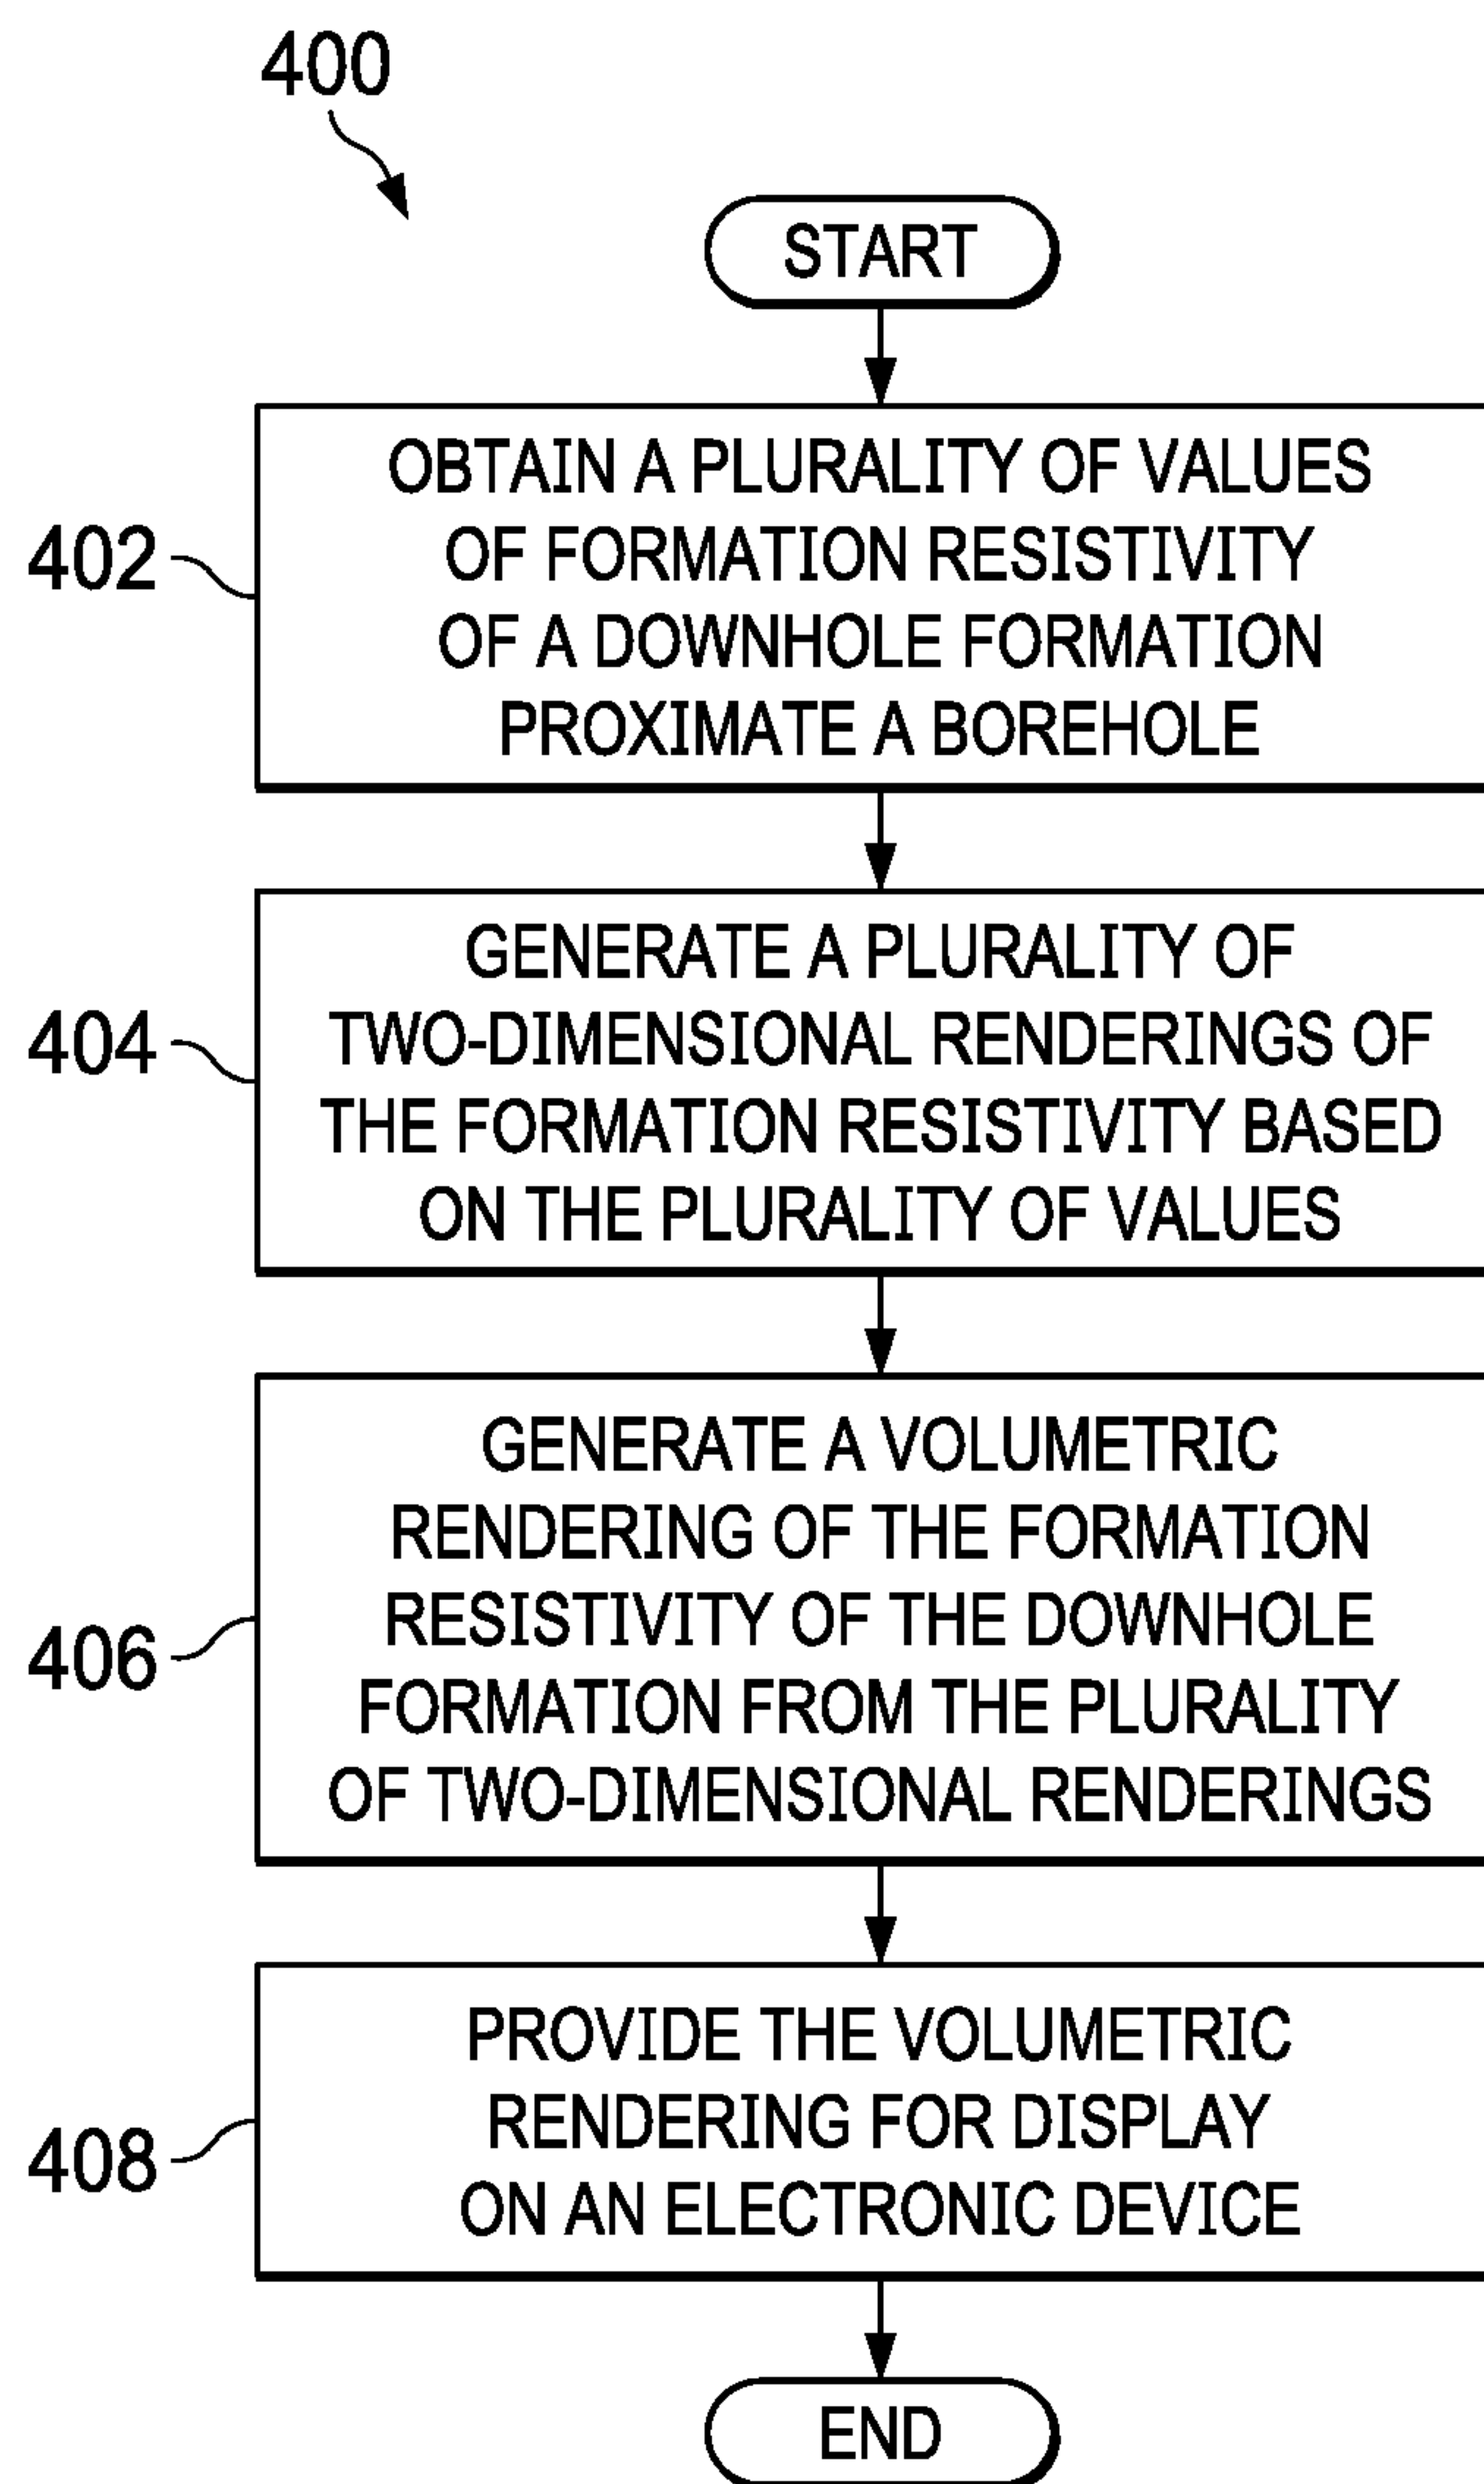 400
START
402
OBTAIN A PLURALITY OF VALUES
OF FORMATION RESISTIVITY
OF A DOWNHOLE FORMATION
PROXIMATE A BOREHOLE
404
GENERATE A PLURALITY OF
TWO-DIMENSIONAL RENDERINGS OF
THE FORMATION RESISTIVITY BASED
ON THE PLURALITY OF VALUES
406
GENERATE A VOLUMETRIC
RENDERING OF THE FORMATION
RESISTIVITY OF THE DOWNHOLE
FORMATION FROM THE PLURALITY
OF TWO-DIMENSIONAL RENDERINGS
408
PROVIDE THE VOLUMETRIC
RENDERING FOR DISPLAY
ON AN ELECTRONIC DEVICE
END